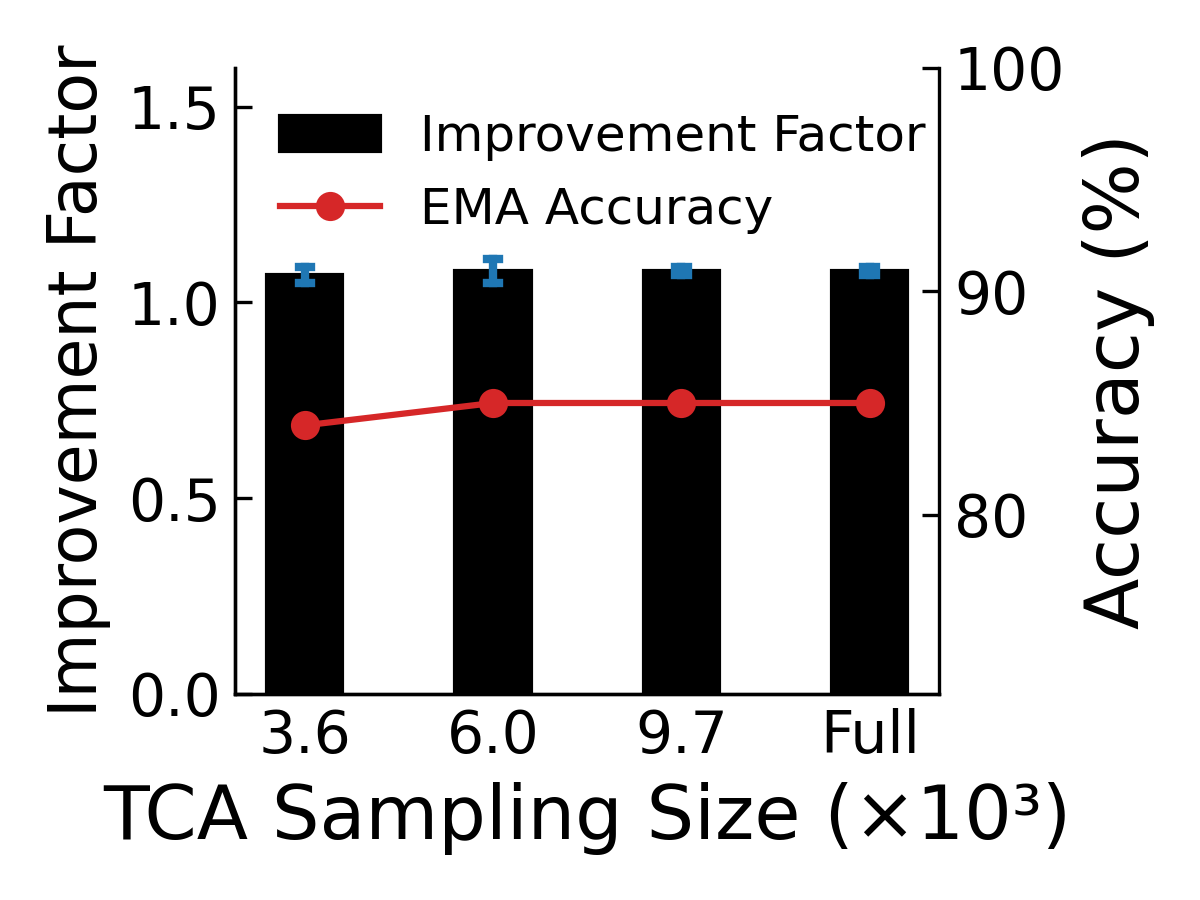 Improvement Factor
1.5
1.0
0.5
0.0
Improvement Factor
EMA Accuracy
100
90
80
Accuracy (%)
3.6 6.0 9.7 Full
TCA Sampling Size (×10³)